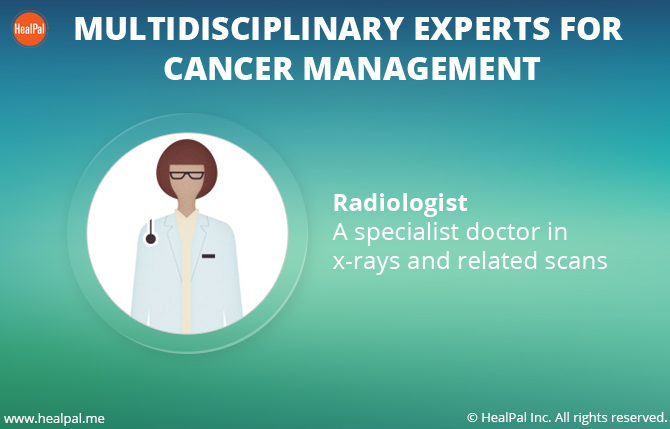 HealPal
MULTIDISCIPLINARY EXPERTS FOR
CANCER MANAGEMENT
Radiologist
A specialist doctor in
x-rays and related scans
www.healpal.me
© HealPal Inc. All rights reserved.